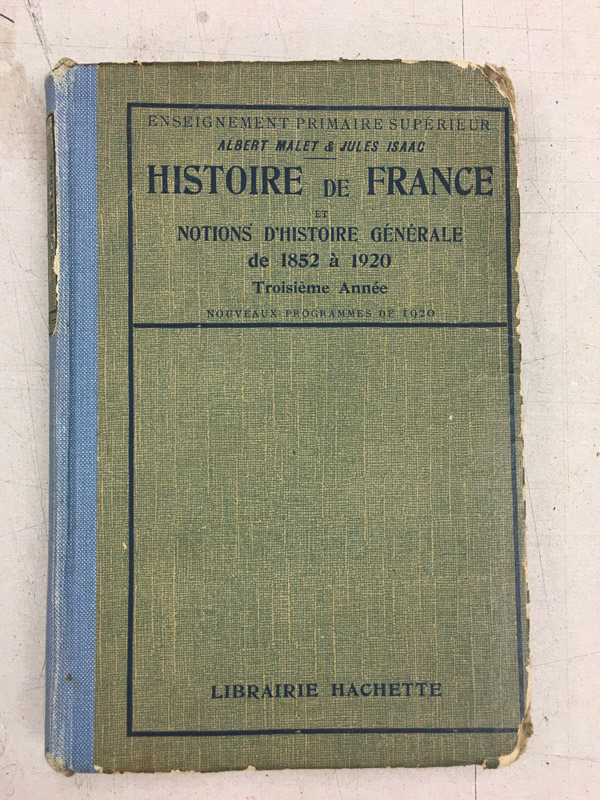 ENSEIGNEMENT PRIMAIRE SUPÉRIEUR
ALBERT MALET & JULES ISAAC
HISTOIRE DE FRANCE
ET
NOTIONS D'HISTOIRE GÉNÉRALE
de 1852 à 1920
Troisième Année
NOUVEAUX PROGRAMMES DE 1920
LIBRAIRIE HACHETTE